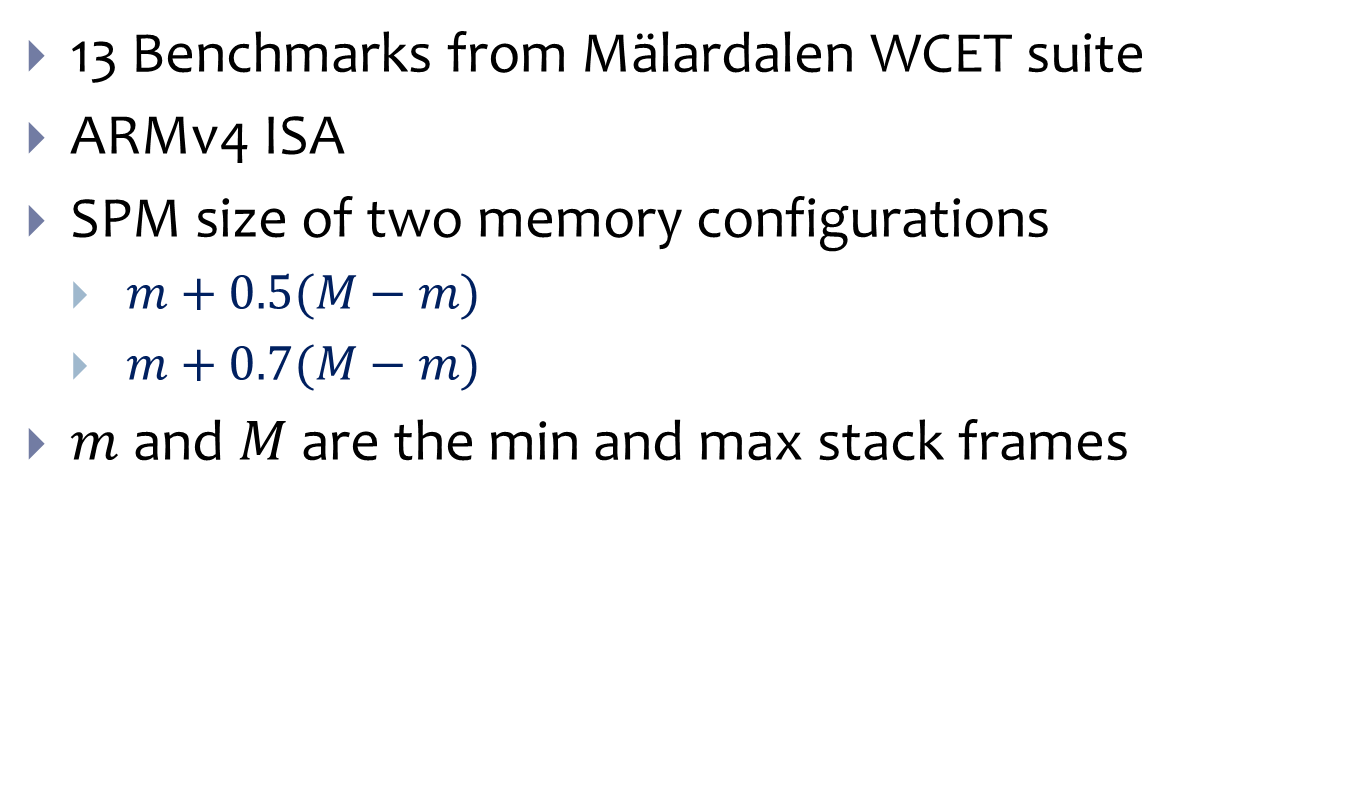 13 Benchmarks from Mälardalen WCET suite
ARMv4 ISA
SPM size of two memory configurations
m + 0.5(M − m)
m + 0.7(M − m)
m and M are the min and max stack frames